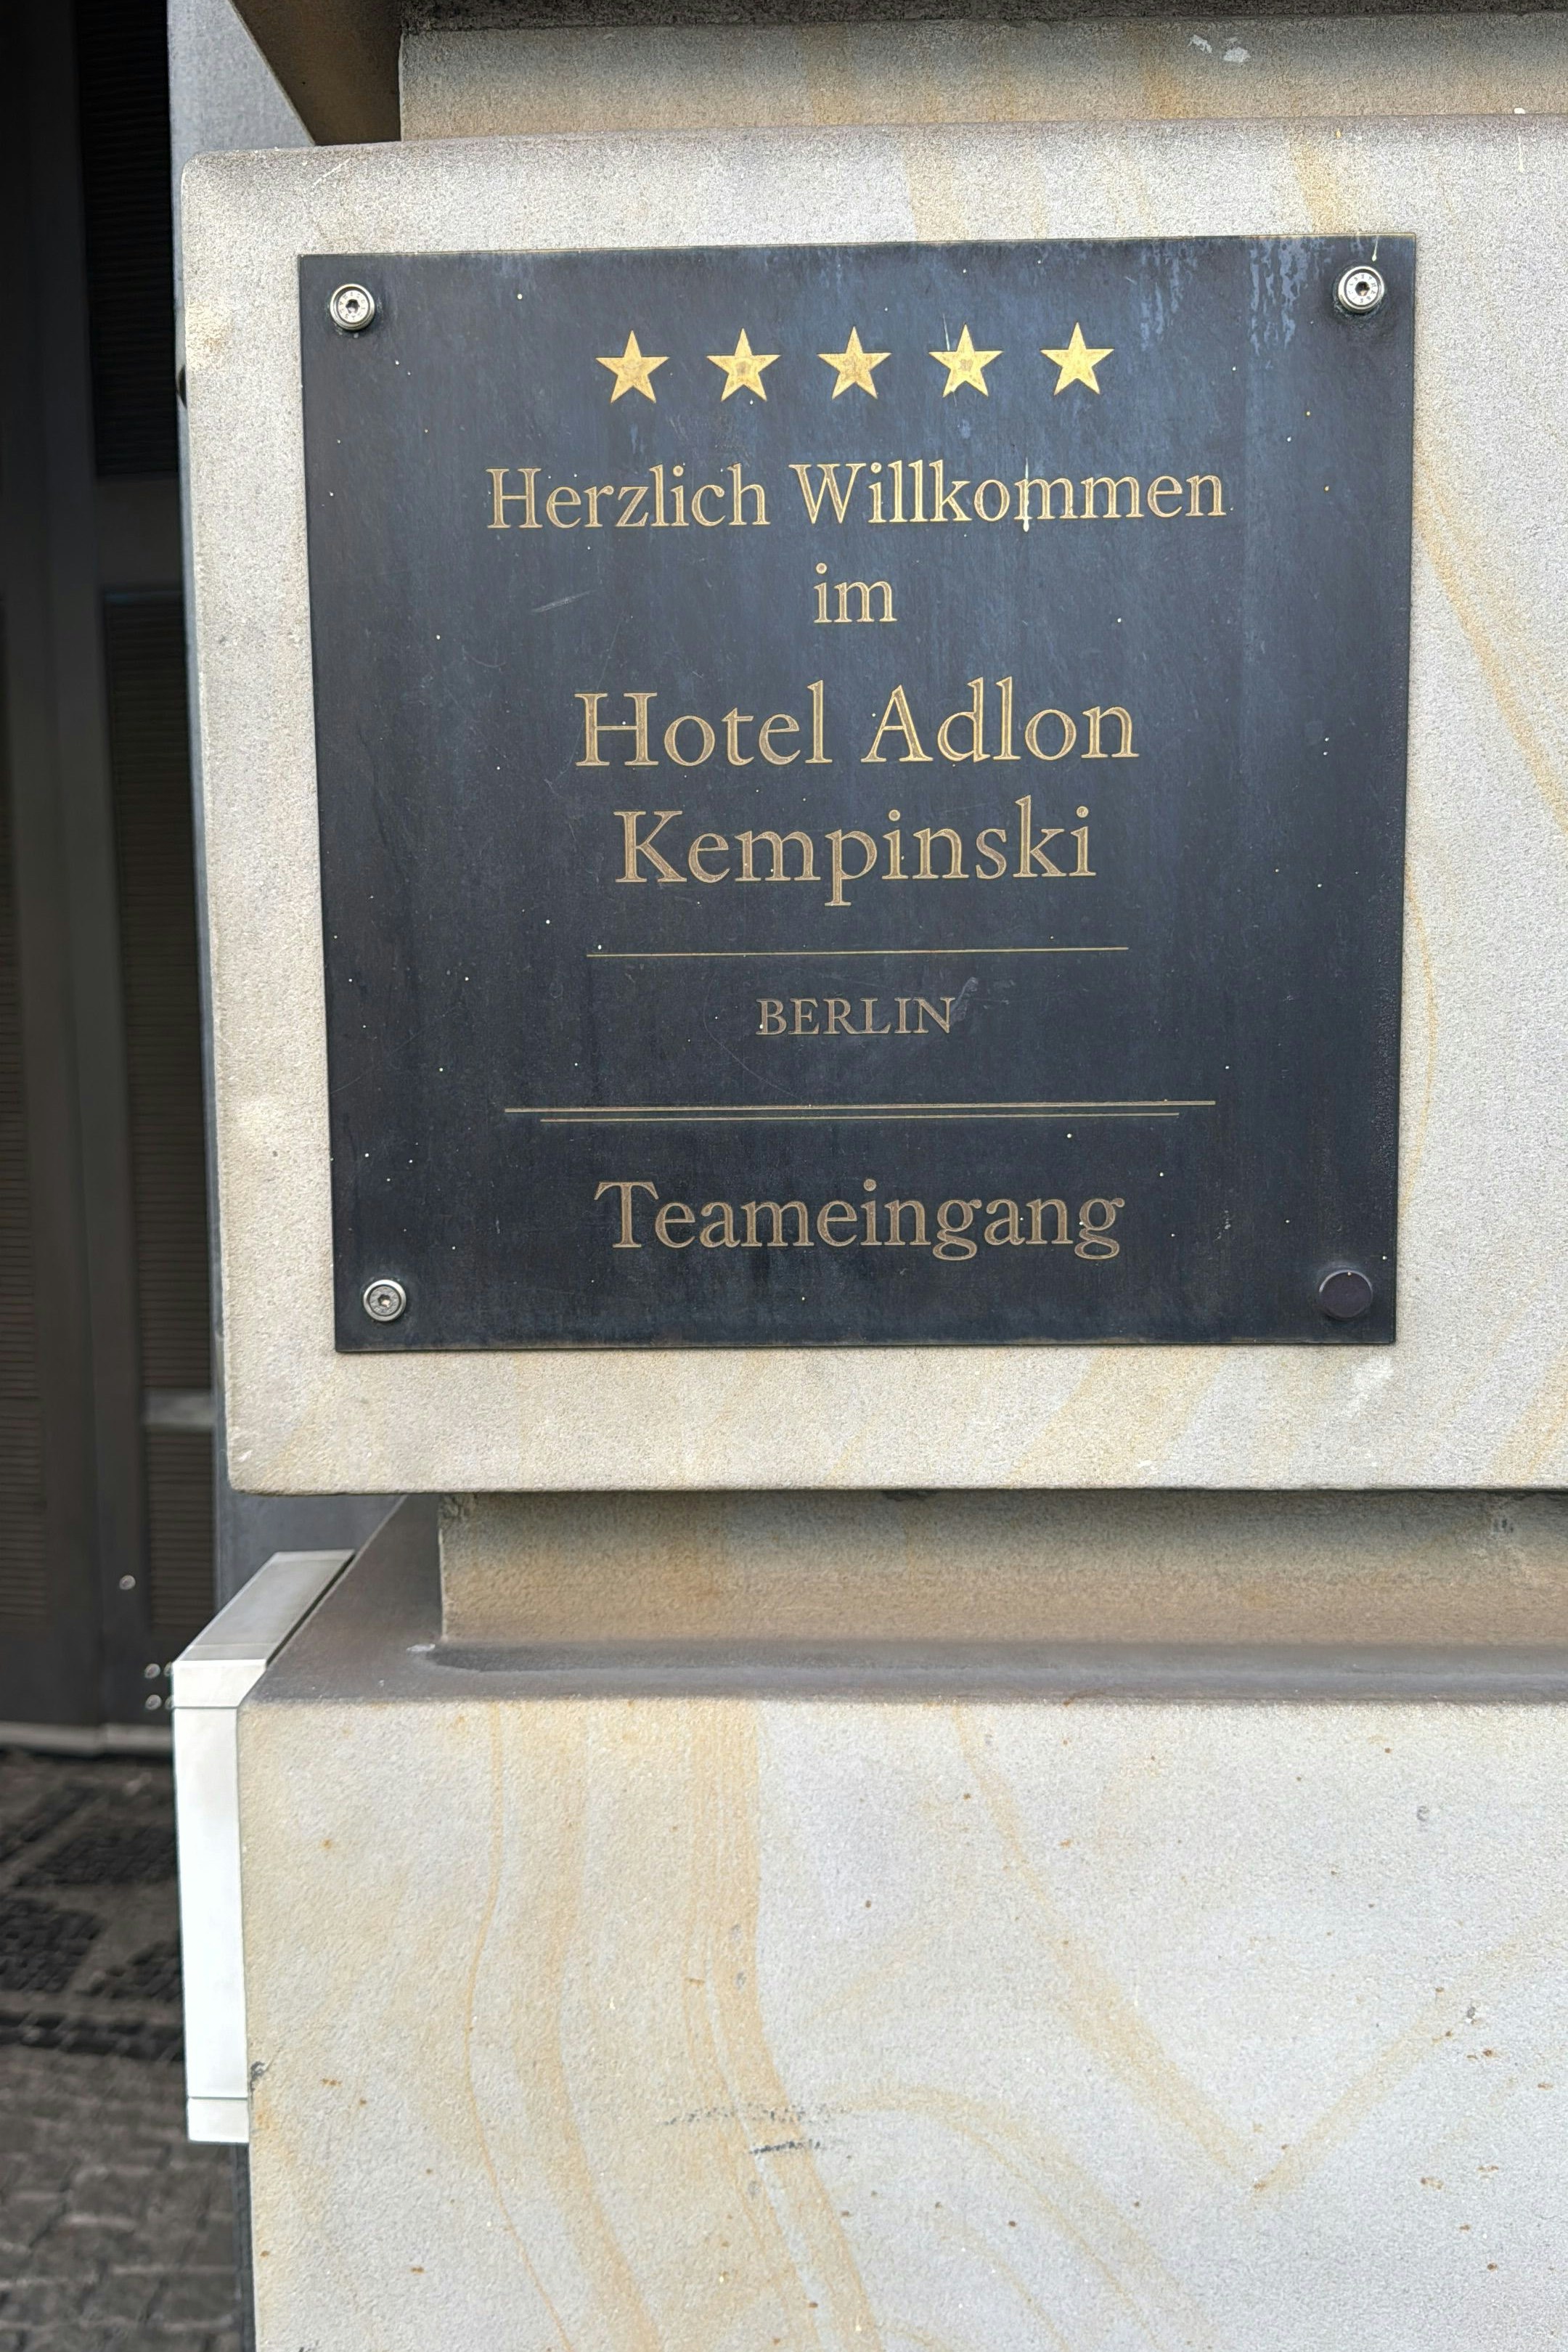 Herzlich Willkommen
im
Hotel Adlon
Kempinski
BERLIN
Teameingang